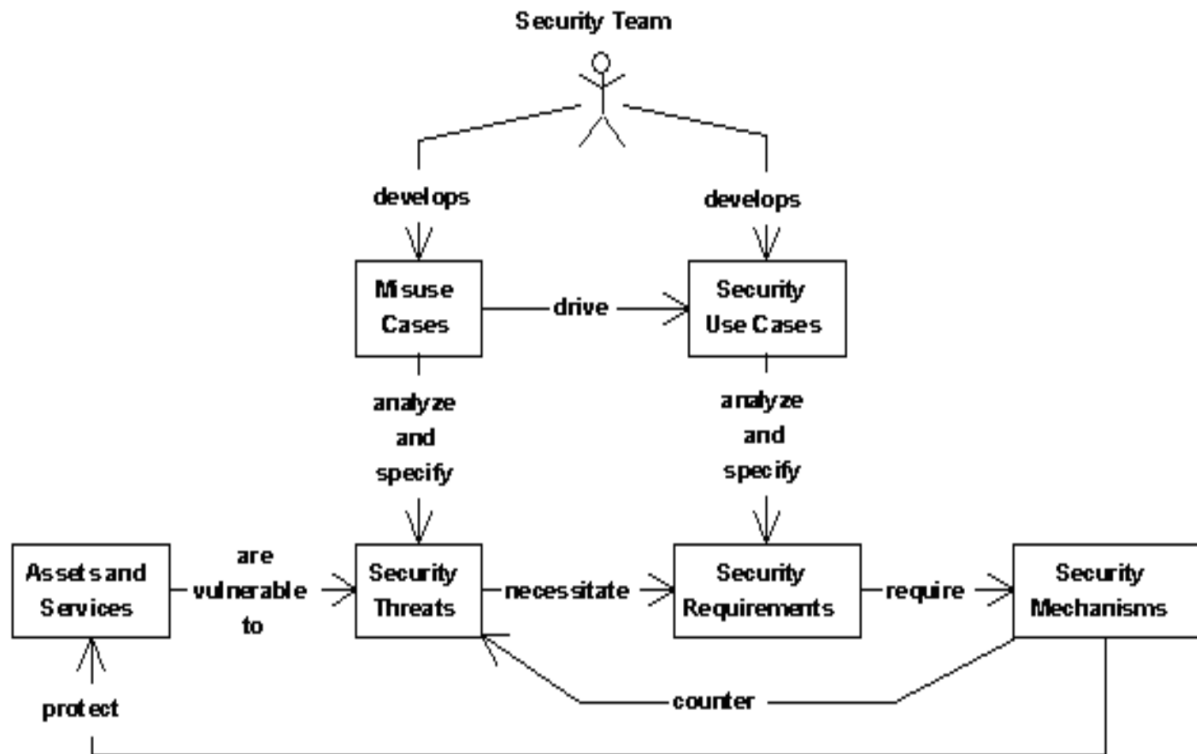 Security Team
develops
develops
Misuse
Cases
drive
Security
Use Cases
analyze
and
specify
analyze
and
specify
Assets and
Services
are
vulnerable
to
Security
Threats
necessitate
Security
Requirements
require
Security
Mechanisms
counter
protect